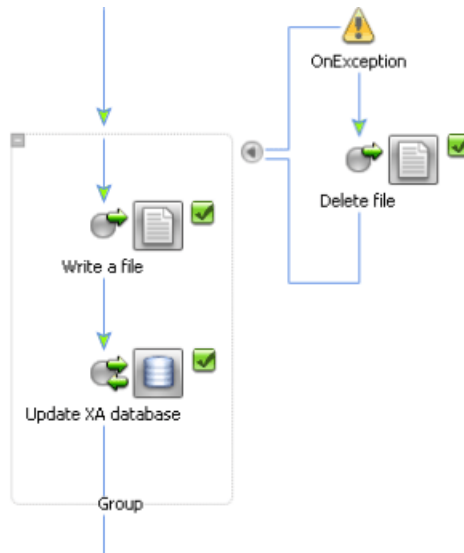 OnException
Delete file
Write a file
Update XA database
Group